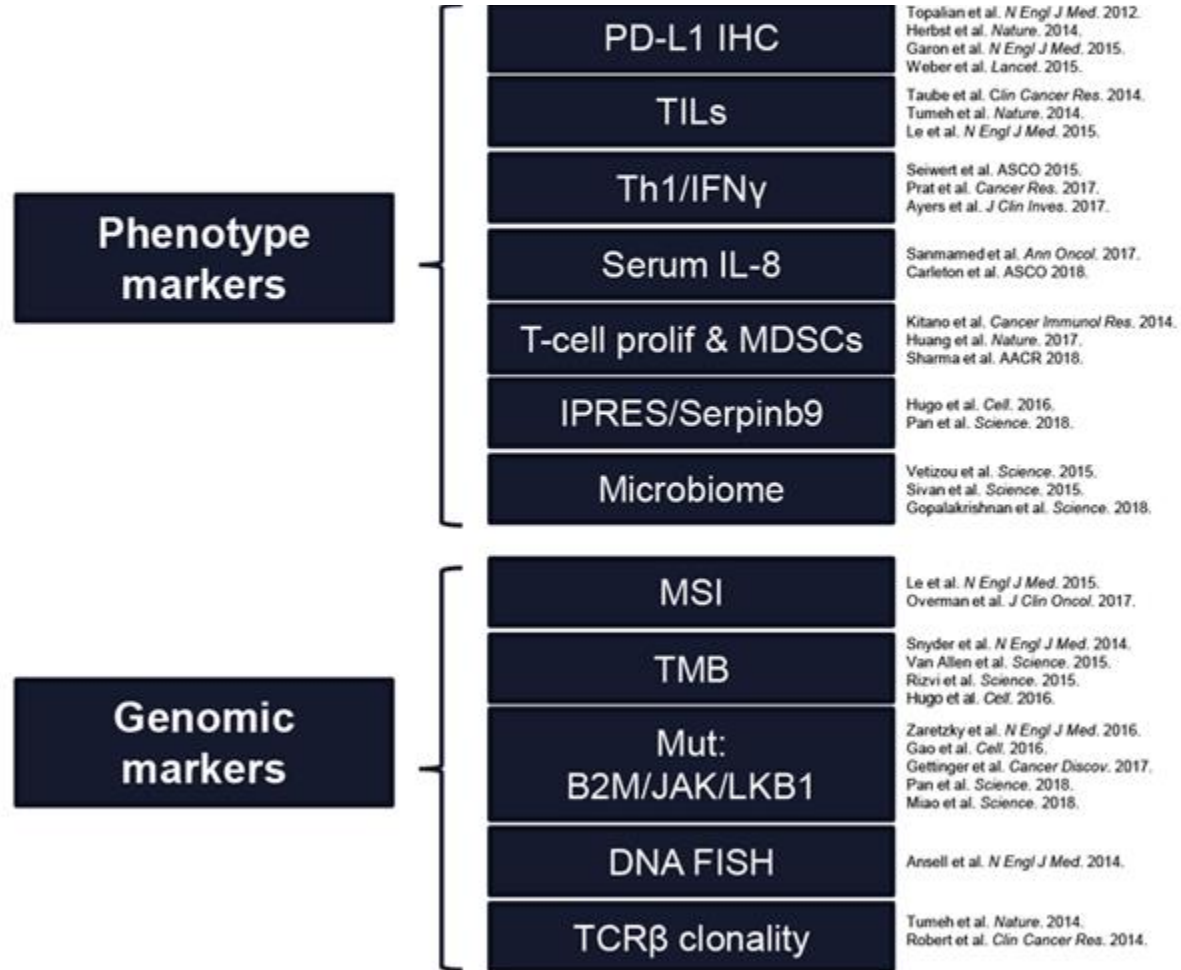 PD-L1 IHC
Topalian et al. N Engl J Med. 2012.
Herbst et al. Nature. 2014.
Garon et al. N Engl J Med. 2015.
Weber et al. Lancet. 2015.
TILs
Taube et al. Clin Cancer Res. 2014.
Tumeh et al. Nature. 2014.
Le et al. N Engl J Med. 2015.
Phenotype
markers
Th1/IFNγ
Seiwert et al. ASCO 2015.
Prat et al. Cancer Res. 2017.
Ayers et al. J Clin Inves. 2017.
Serum IL-8
Sanmamed et al. Ann Oncol. 2017.
Carleton et al. ASCO 2018.
T-cell prolif & MDSCs
Kitano et al. Cancer Immunol Res. 2014.
Huang et al. Nature. 2017.
Sharma et al. AACR 2018.
IPRES/Serpinb9
Hugo et al. Cell. 2016.
Pan et al. Science. 2018.
Microbiome
Vetizou et al. Science. 2015.
Sivan et al. Science. 2015.
Gopalakrishnan et al. Science. 2018.
Genomic
markers
MSI
Le et al. N Engl J Med. 2015.
Overman et al. J Clin Oncol. 2017.
TMB
Snyder et al. N Engl J Med. 2014.
Van Allen et al. Science. 2015.
Rizvi et al. Science. 2015.
Hugo et al. Cell. 2016.
Mut:
B2M/JAK/LKB1
Zaretzky et al. N Engl J Med. 2016.
Gao et al. Cell. 2016.
Gettinger et al. Cancer Discov. 2017.
Pan et al. Science. 2018.
Miao et al. Science. 2018.
DNA FISH
Ansell et al. N Engl J Med. 2014.
TCRβ clonality
Tumeh et al. Nature. 2014.
Robert et al. Clin Cancer Res. 2014.